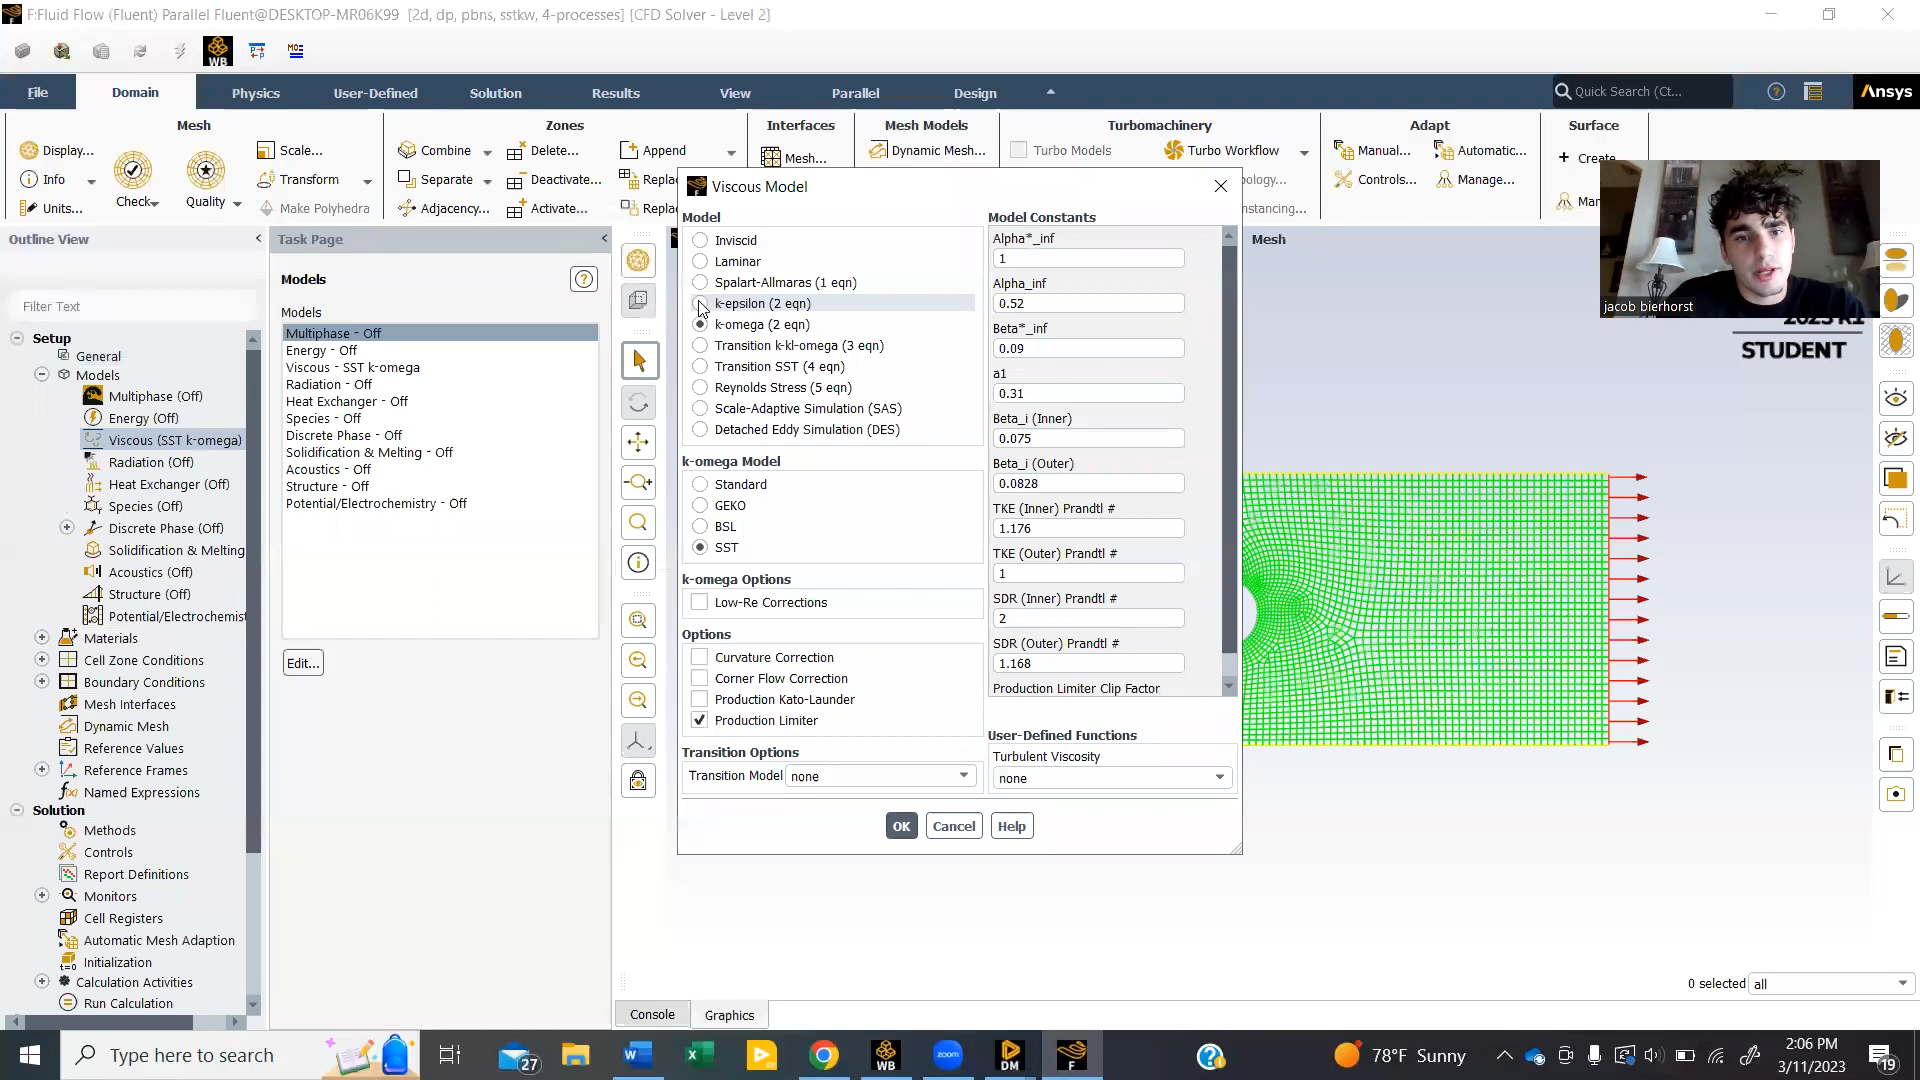 F:Fluid Flow (Fluent) Parallel Fluent@DESKTOP-MR06K99 [2d, dp, pbns, sstkw, 4-processes] [CFD Solver - Level 2]
WB
File
Domain
Physics
User-Defined
Solution
Results
View
Parallel
Design
Quick Search (Ct...
Ansys
Mesh
Display...
Info
Units...
Check
Quality
Scale...
Transform
Make Polyhedra
Zones
Combine
Separate
Adjacency...
Delete...
Deactivate...
Activate...
Append
Interfaces
Mesh...
Mesh Models
Dynamic Mesh...
Turbomachinery
Turbo Models
Turbo Workflow
Adapt
Manual...
Controls...
Automatic...
Manage...
Surface
Create
Outline View
Filter Text
Setup
General
Models
Multiphase (Off)
Energy (Off)
Viscous (SST k-omega)
Radiation (Off)
Heat Exchanger (Off)
Species (Off)
Discrete Phase (Off)
Solidification & Melting
Acoustics (Off)
Structure (Off)
Potential/Electrochemist
Materials
Cell Zone Conditions
Boundary Conditions
Mesh Interfaces
Dynamic Mesh
Reference Values
Reference Frames
Named Expressions
Solution
Methods
Controls
Report Definitions
Monitors
Cell Registers
Automatic Mesh Adaption
Initialization
Calculation Activities
Run Calculation
Task Page
Models
Models
Multiphase - Off
Energy - Off
Viscous - SST k-omega
Radiation - Off
Heat Exchanger - Off
Species - Off
Discrete Phase - Off
Solidification & Melting - Off
Acoustics - Off
Structure - Off
Potential/Electrochemistry - Off
Edit...
Viscous Model
Model
Inviscid
Laminar
Spalart-Allmaras (1 eqn)
k-epsilon (2 eqn)
k-omega (2 eqn)
Transition k-kl-omega (3 eqn)
Transition SST (4 eqn)
Reynolds Stress (5 eqn)
Scale-Adaptive Simulation (SAS)
Detached Eddy Simulation (DES)
k-omega Model
Standard
GEKO
BSL
SST
k-omega Options
Low-Re Corrections
Options
Curvature Correction
Corner Flow Correction
Production Kato-Launder
Production Limiter
Transition Options
Transition Model none
Model Constants
Alpha*_inf
1
Alpha_inf
0.52
Beta*_inf
0.09
a1
0.31
Beta_i (Inner)
0.075
Beta_i (Outer)
0.0828
TKE (Inner) Prandtl #
1.176
TKE (Outer) Prandtl #
1
SDR (Inner) Prandtl #
2
SDR (Outer) Prandtl #
1.168
Production Limiter Clip Factor
User-Defined Functions
Turbulent Viscosity
none
OK
Cancel
Help
Mesh
jacob bierhorst
2023 R1
STUDENT
0 selected all
Console
Graphics
Type here to search
27
WB
zoom
DM
78°F Sunny
2:06 PM
3/11/2023
19